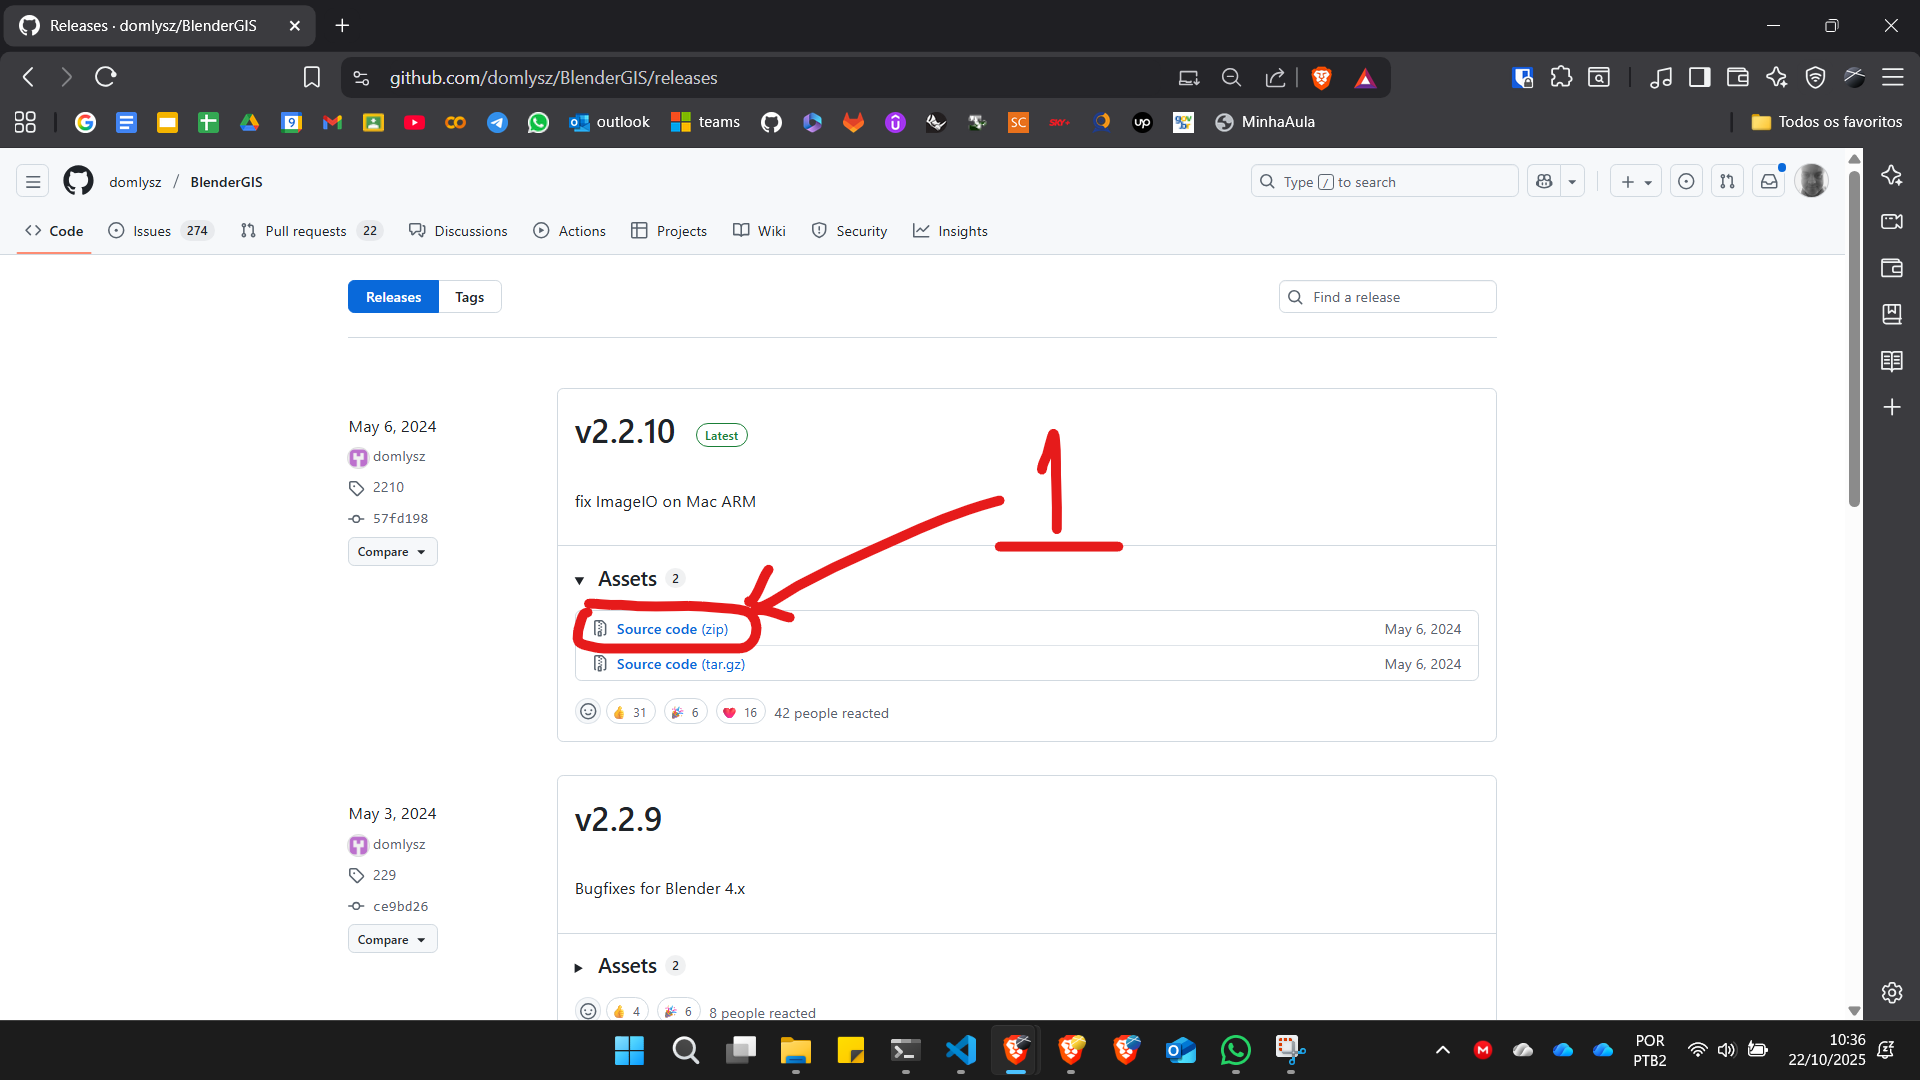 Releases · domlysz/BlenderGIS
github.com/domlysz/BlenderGIS/releases
outlook
teams
SC
SKY+
up
MinhaAula
Todos os favoritos
domlysz / BlenderGIS
Type / to search
Code
Issues 274
Pull requests 22
Discussions
Actions
Projects
Wiki
Security
Insights
Releases
Tags
Find a release
May 6, 2024
domlysz
2210
57fd198
Compare
v2.2.10 Latest
1
fix ImageIO on Mac ARM
Assets 2
Source code (zip) May 6, 2024
Source code (tar.gz) May 6, 2024
31 6 16 42 people reacted
May 3, 2024
domlysz
229
ce9bd26
Compare
v2.2.9
Bugfixes for Blender 4.x
Assets 2
4 6 8 people reacted
POR
PTB2
10:36
22/10/2025